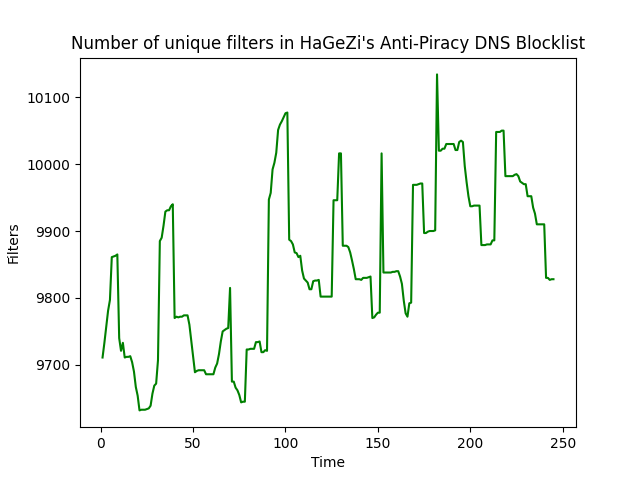 Number of unique filters in HaGeZi's Anti-Piracy DNS Blocklist
10100
10000
9900
9800
9700
Filters
0 50 100 150 200 250
Time